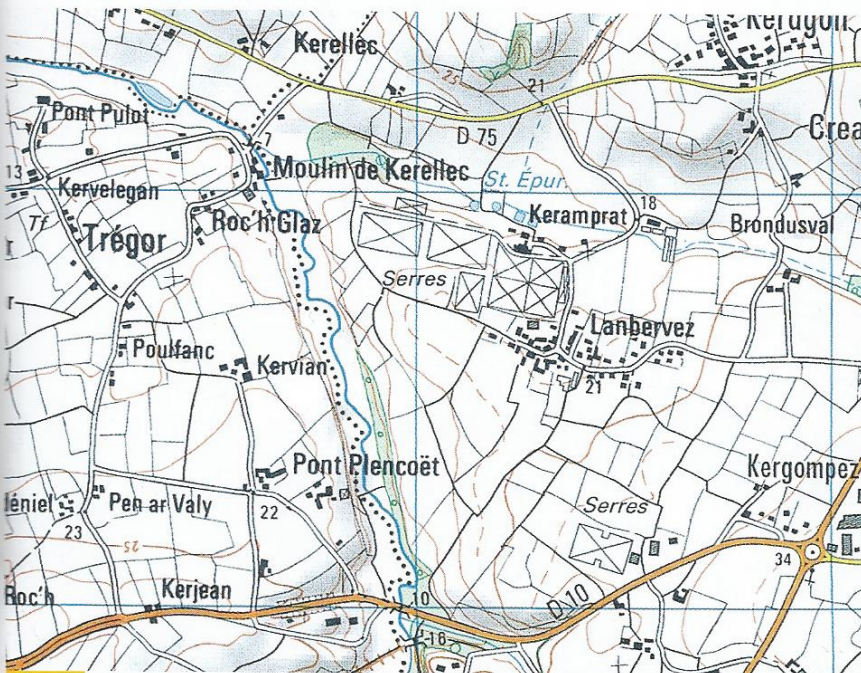 Kerellec
25
21
D 75
Pont Pulot
7
Moulin de Kerellec
13
Kervelegan
St. Épur.
Keramprat
18
Brondusval
Tf
Trégor
Roc'h Glaz
Serres
Lanbervez
Poulfanc
Kervian
21
Pont Plencoët
Kergompez
Pen ar Valy
22
Serres
23
25
34
Roc'h
Kerjean
10
D.10
16